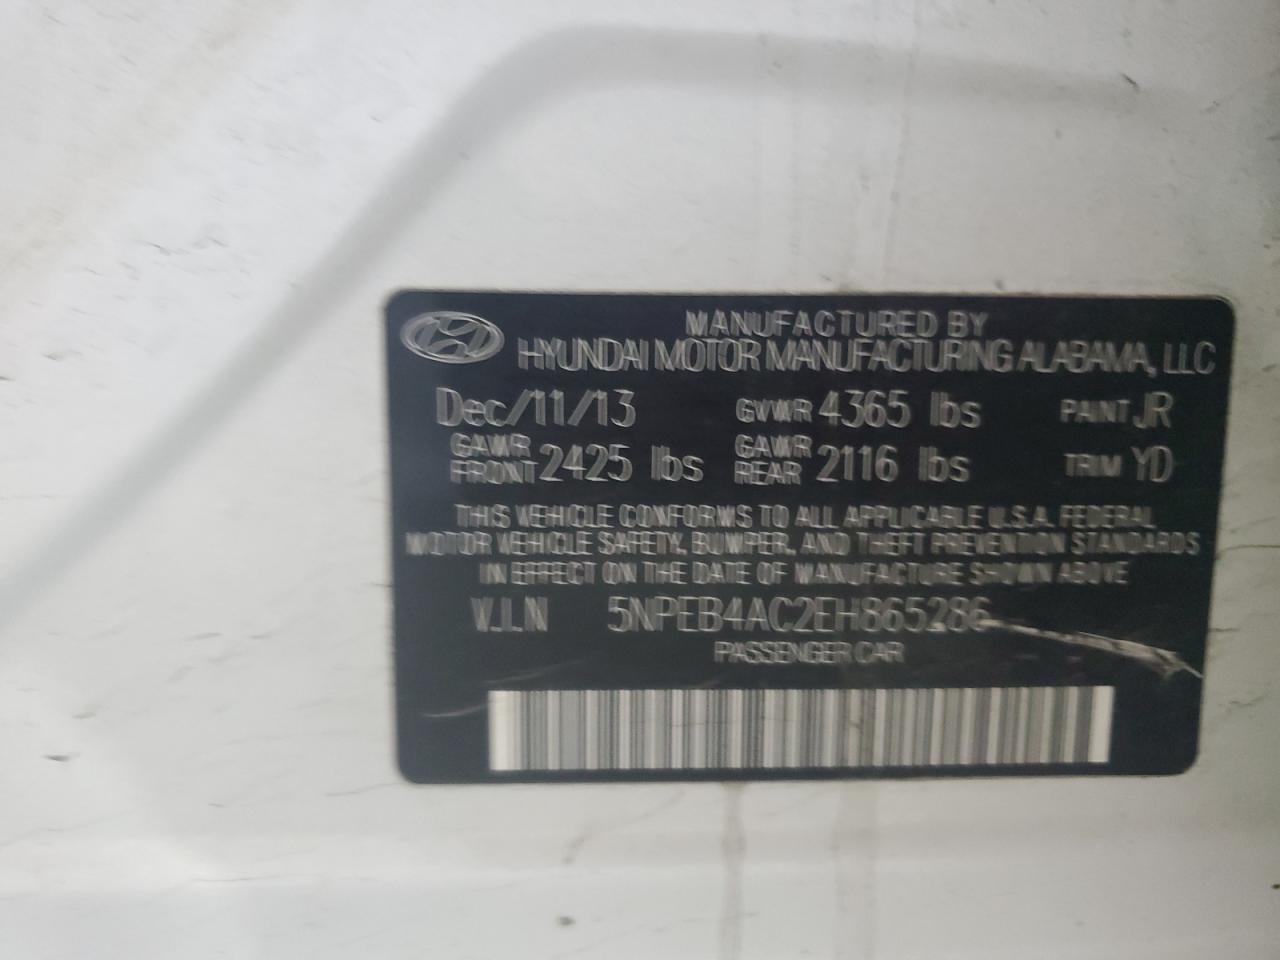 MANUFACTURED BY
HYUNDAI MOTOR MANUFACTURING ALABAMA, LLC
Dec/11/13 GVWR 4365 lbs PAINT JR
GAWR FRONT 2425 lbs GAWR REAR 2116 lbs TRIM YD
THIS VEHICLE CONFORMS TO ALL APPLICABLE U.S.A. FEDERAL
MOTOR VEHICLE SAFETY, BUMPER, AND THEFT PREVENTION STANDARDS
IN EFFECT ON THE DATE OF MANUFACTURE SHOWN ABOVE
V.I.N 5NPEB4AC2EH865286
PASSENGER CAR